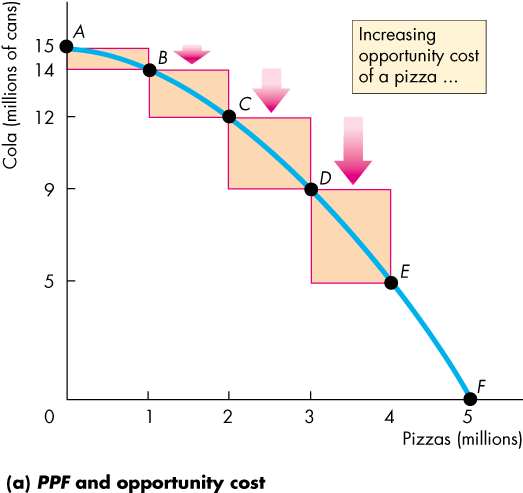 Cola (millions of cans)
15
14
12
9
5
0
A
B
C
D
E
F
Increasing
opportunity cost
of a pizza ...
1
2
3
4
5
Pizzas (millions)
(a) PPF and opportunity cost